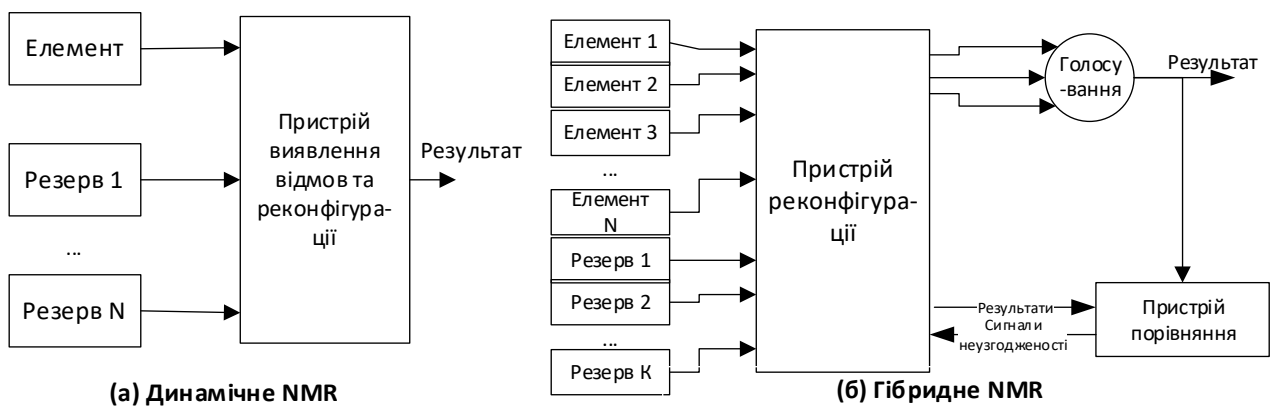 Елемент
Резерв 1
...
Резерв N
Пристрій
виявлення
відмов та
реконфігура-
ції
Результат
(а) Динамічне NMR
Елемент 1
Елемент 2
Елемент 3
...
Елемент
N
Резерв 1
Резерв 2
...
Резерв К
Пристрій
реконфігура-
ції
Голосу
-вання
Результат
Результати
Сигнали
неузгодженості
Пристрій
порівняння
(б) Гібридне NMR